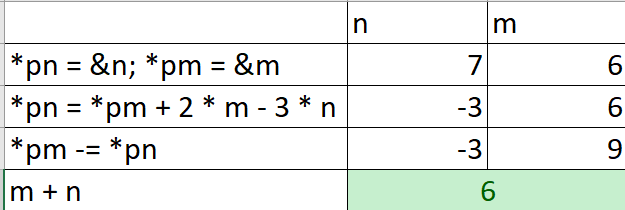 n m
*pn = &n; *pm = &m 7 6
*pn = *pm + 2 * m - 3 * n -3 6
*pm -= *pn -3 9
m + n 6